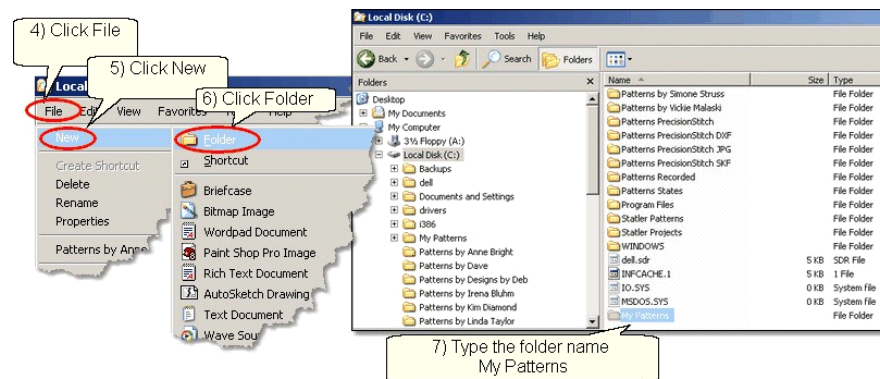 4) Click File
5) Click New
6) Click Folder
File Edit View
New
Create Shortcut
Delete
Rename
Properties
Patterns by Anne
Folder
Shortcut
Briefcase
Bitmap Image
Wordpad Document
Paint Shop Pro Image
Rich Text Document
AutoSketch Drawing
Text Document
Local Disk (C:)
File Edit View Favorites Tools Help
Back Search Folders
Folders
Desktop
My Documents
My Computer
3½ Floppy (A:)
Local Disk (C:)
Backups
dell
Documents and Settings
drivers
i386
My Patterns
Patterns by Anne Bright
Patterns by Dave
Patterns by Designs by Deb
Patterns by Irena Bluhm
Patterns by Kim Diamond
Patterns by Linda Taylor
Name Size Type
Patterns by Simone Struss File Folder
Patterns by Vickie Malaski File Folder
Patterns PrecisionStitch DXF File Folder
Patterns PrecisionStitch JPG File Folder
Patterns PrecisionStitch SKF File Folder
Patterns Recorded File Folder
Patterns States File Folder
Program Files File Folder
Statler Patterns File Folder
Statler Projects File Folder
WINDOWS File Folder
dell.sdr 5 KB SDR File
INFCACHE.1 5 KB 1 File
IO.SYS 0 KB System file
MSDOS.SYS 0 KB System file
My Patterns File Folder
7) Type the folder name
My Patterns